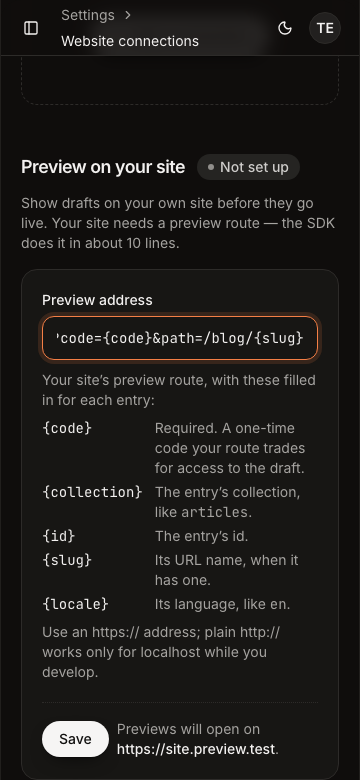 Settings >
Website connections
TE
Preview on your site
Not set up
Show drafts on your own site before they go
live. Your site needs a preview route — the SDK
does it in about 10 lines.
Preview address
?code={code}&path=/blog/{slug}
Your site’s preview route, with these filled
in for each entry:
{code} Required. A one-time
code your route trades
for access to the draft.
{collection} The entry’s collection,
like articles.
{id} The entry’s id.
{slug} Its URL name, when it
has one.
{locale} Its language, like en.
Use an https:// address; plain http://
works only for localhost while you
develop.
Save
Previews will open on
https://site.preview.test.